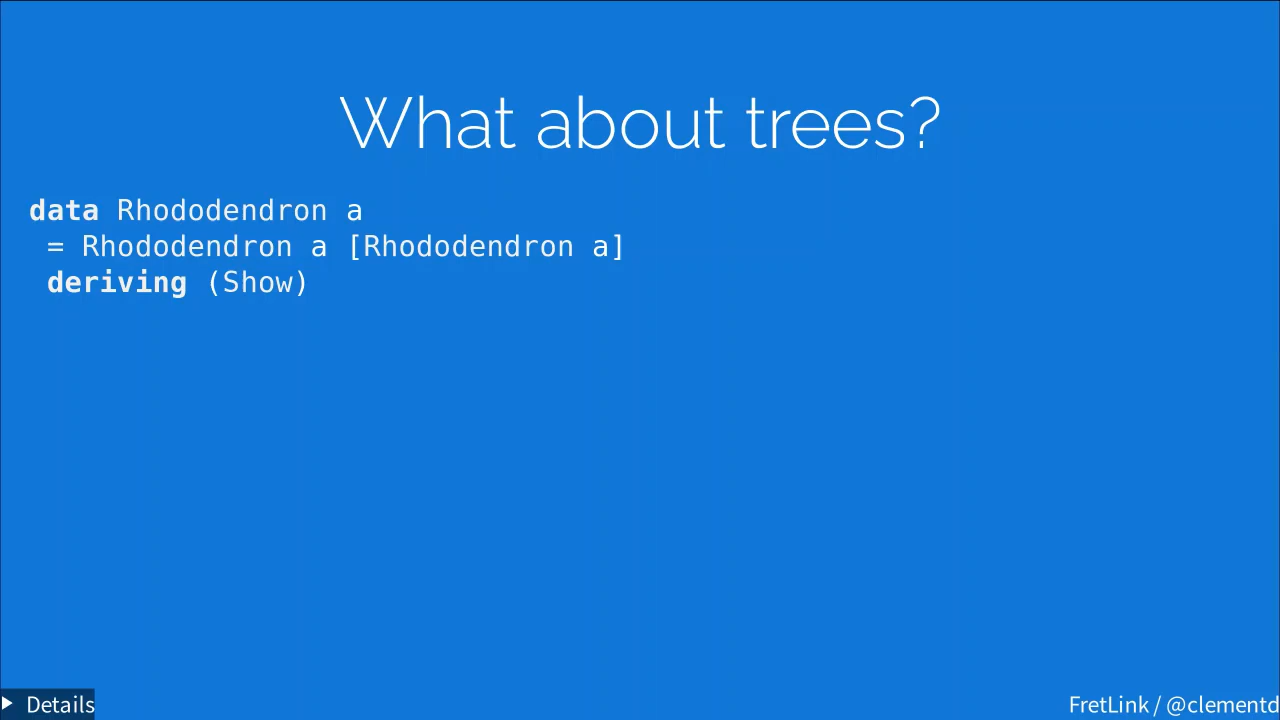 What about trees?
data Rhododendron a
 = Rhododendron a [Rhododendron a]
 deriving (Show)
Details
FretLink / @clementd